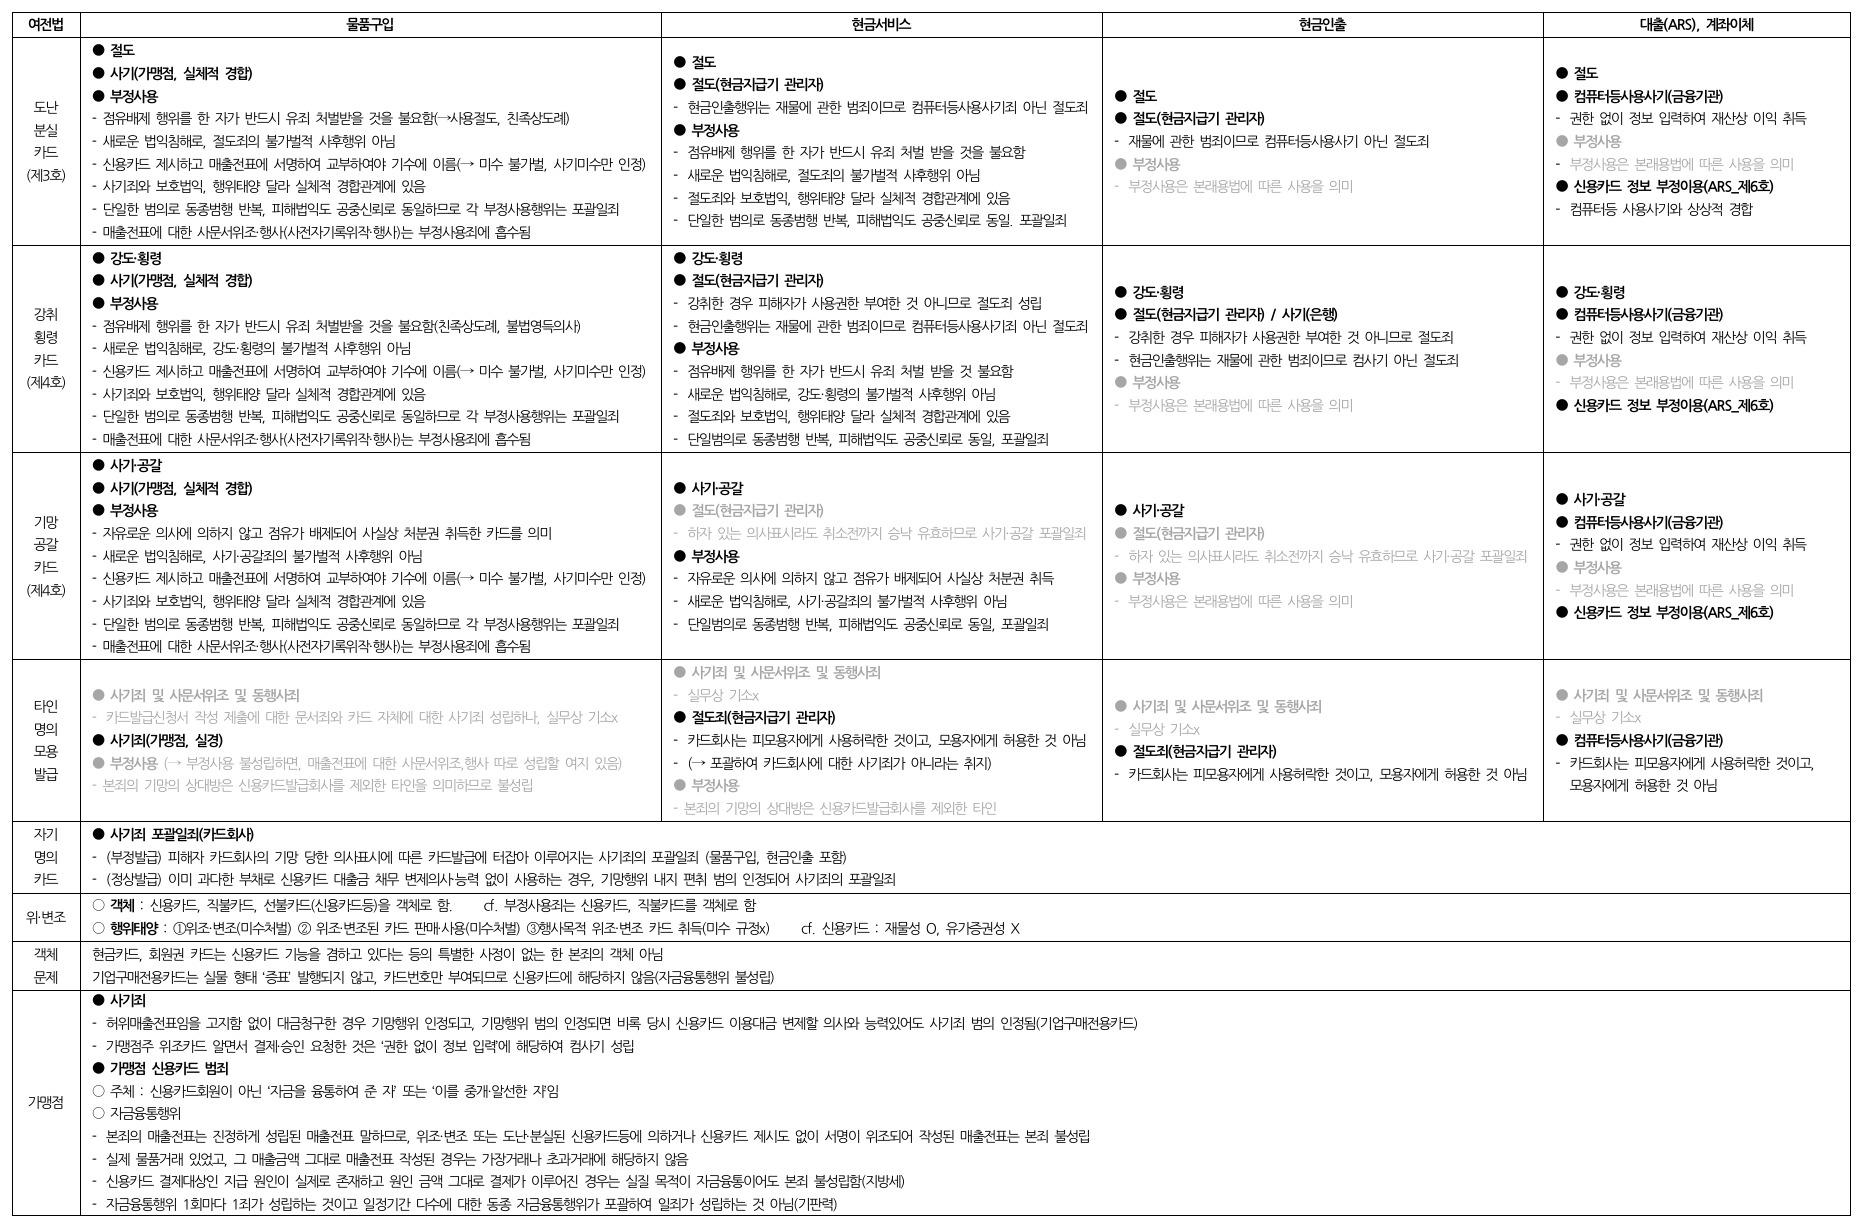 여전법 물품구입 현금서비스 현금인출 대출(ARS), 계좌이체
도난
분실
카드
(제3호)
● 절도
● 사기(가맹점, 실체적 경합)
● 부정사용
- 점유배제 행위를 한 자가 반드시 유죄 처벌받을 것을 불요함(→사용절도, 친족상도례)
- 새로운 법익침해로, 절도죄의 불가벌적 사후행위 아님
- 신용카드 제시하고 매출전표에 서명하여 교부하여야 기수에 이름(→ 미수 불가벌, 사기미수만 인정)
- 사기죄와 보호법익, 행위태양 달라 실체적 경합관계에 있음
- 단일한 범의로 동종범행 반복, 피해법익도 공중신뢰로 동일하므로 각 부정사용행위는 포괄일죄
- 매출전표에 대한 사문서위조·행사(사전자기록위작·행사)는 부정사용죄에 흡수됨
● 절도
● 절도(현금지급기 관리자)
- 현금인출행위는 재물에 관한 범죄이므로 컴퓨터등사용사기죄 아닌 절도죄
● 부정사용
- 점유배제 행위를 한 자가 반드시 유죄 처벌 받을 것을 불요함
- 새로운 법익침해로, 절도죄의 불가벌적 사후행위 아님
- 절도죄와 보호법익, 행위태양 달라 실체적 경합관계에 있음
- 단일한 범의로 동종범행 반복, 피해법익도 공중신뢰로 동일. 포괄일죄
● 절도
● 절도(현금지급기 관리자)
- 재물에 관한 범죄이므로 컴퓨터등사용사기 아닌 절도죄
● 부정사용
- 부정사용은 본래용법에 따른 사용을 의미
● 절도
● 컴퓨터등사용사기(금융기관)
- 권한 없이 정보 입력하여 재산상 이익 취득
● 부정사용
- 부정사용은 본래용법에 따른 사용을 의미
● 신용카드 정보 부정이용(ARS_제6호)
- 컴퓨터등 사용사기와 상상적 경합
강취
횡령
카드
(제4호)
● 강도·횡령
● 사기(가맹점, 실체적 경합)
● 부정사용
- 점유배제 행위를 한 자가 반드시 유죄 처벌받을 것을 불요함(친족상도례, 불법영득의사)
- 새로운 법익침해로, 강도·횡령의 불가벌적 사후행위 아님
- 신용카드 제시하고 매출전표에 서명하여 교부하여야 기수에 이름(→ 미수 불가벌, 사기미수만 인정)
- 사기죄와 보호법익, 행위태양 달라 실체적 경합관계에 있음
- 단일한 범의로 동종범행 반복, 피해법익도 공중신뢰로 동일하므로 각 부정사용행위는 포괄일죄
- 매출전표에 대한 사문서위조·행사(사전자기록위작·행사)는 부정사용죄에 흡수됨
● 강도·횡령
● 절도(현금지급기 관리자)
- 강취한 경우 피해자가 사용권한 부여한 것 아니므로 절도죄 성립
- 현금인출행위는 재물에 관한 범죄이므로 컴퓨터등사용사기죄 아닌 절도죄
● 부정사용
- 점유배제 행위를 한 자가 반드시 유죄 처벌 받을 것 불요함
- 새로운 법익침해로, 강도·횡령의 불가벌적 사후행위 아님
- 절도죄와 보호법익, 행위태양 달라 실체적 경합관계에 있음
- 단일범의로 동종범행 반복, 피해법익도 공중신뢰로 동일, 포괄일죄
● 강도·횡령
● 절도(현금지급기 관리자) / 사기(은행)
- 강취한 경우 피해자가 사용권한 부여한 것 아니므로 절도죄
- 현금인출행위는 재물에 관한 범죄이므로 컴사기 아닌 절도죄
● 부정사용
- 부정사용은 본래용법에 따른 사용을 의미
● 강도·횡령
● 컴퓨터등사용사기(금융기관)
- 권한 없이 정보 입력하여 재산상 이익 취득
● 부정사용
- 부정사용은 본래용법에 따른 사용을 의미
● 신용카드 정보 부정이용(ARS_제6호)
기망
공갈
카드
(제4호)
● 사기·공갈
● 사기(가맹점, 실체적 경합)
● 부정사용
- 자유로운 의사에 의하지 않고 점유가 배제되어 사실상 처분권 취득한 카드를 의미
- 새로운 법익침해로, 사기·공갈죄의 불가벌적 사후행위 아님
- 신용카드 제시하고 매출전표에 서명하여 교부하여야 기수에 이름(→ 미수 불가벌, 사기미수만 인정)
- 사기죄와 보호법익, 행위태양 달라 실체적 경합관계에 있음
- 단일한 범의로 동종범행 반복, 피해법익도 공중신뢰로 동일하므로 각 부정사용행위는 포괄일죄
- 매출전표에 대한 사문서위조·행사(사전자기록위작·행사)는 부정사용죄에 흡수됨
● 사기·공갈
● 절도(현금지급기 관리자)
- 하자 있는 의사표시라도 취소전까지 승낙 유효하므로 사기·공갈 포괄일죄
● 부정사용
- 자유로운 의사에 의하지 않고 점유가 배제되어 사실상 처분권 취득
- 새로운 법익침해로, 사기·공갈죄의 불가벌적 사후행위 아님
- 단일범의로 동종범행 반복, 피해법익도 공중신뢰로 동일, 포괄일죄
● 사기·공갈
● 절도(현금지급기 관리자)
- 하자 있는 의사표시라도 취소전까지 승낙 유효하므로 사기·공갈 포괄일죄
● 부정사용
- 부정사용은 본래용법에 따른 사용을 의미
● 사기·공갈
● 컴퓨터등사용사기(금융기관)
- 권한 없이 정보 입력하여 재산상 이익 취득
● 부정사용
- 부정사용은 본래용법에 따른 사용을 의미
● 신용카드 정보 부정이용(ARS_제6호)
타인
명의
모용
발급
● 사기죄 및 사문서위조 및 동행사죄
- 카드발급신청서 작성 제출에 대한 문서죄와 카드 자체에 대한 사기죄 성립하나, 실무상 기소x
● 사기죄(가맹점, 실경)
● 부정사용 (→ 부정사용 불성립하면, 매출전표에 대한 사문서위조,행사 따로 성립할 여지 있음)
- 본죄의 기망의 상대방은 신용카드발급회사를 제외한 타인을 의미하므로 불성립
● 사기죄 및 사문서위조 및 동행사죄
- 실무상 기소x
● 절도죄(현금지급기 관리자)
- 카드회사는 피모용자에게 사용허락한 것이고, 모용자에게 허용한 것 아님
- (→ 포괄하여 카드회사에 대한 사기죄가 아니라는 취지)
● 부정사용
- 본죄의 기망의 상대방은 신용카드발급회사를 제외한 타인
● 사기죄 및 사문서위조 및 동행사죄
- 실무상 기소x
● 절도죄(현금지급기 관리자)
- 카드회사는 피모용자에게 사용허락한 것이고, 모용자에게 허용한 것 아님
● 사기죄 및 사문서위조 및 동행사죄
- 실무상 기소x
● 컴퓨터등사용사기(금융기관)
- 카드회사는 피모용자에게 사용허락한 것이고,
모용자에게 허용한 것 아님
자기
명의
카드
● 사기죄 포괄일죄(카드회사)
- (부정발급) 피해자 카드회사의 기망 당한 의사표시에 따른 카드발급에 터잡아 이루어지는 사기죄의 포괄일죄 (물품구입, 현금인출 포함)
- (정상발급) 이미 과다한 부채로 신용카드 대출금 채무 변제의사·능력 없이 사용하는 경우, 기망행위 내지 편취 범의 인정되어 사기죄의 포괄일죄
위·변조
○ 객체 : 신용카드, 직불카드, 선불카드(신용카드등)을 객체로 함. cf. 부정사용죄는 신용카드, 직불카드를 객체로 함
○ 행위태양 : ①위조·변조(미수처벌) ② 위조·변조된 카드 판매·사용(미수처벌) ③행사목적 위조·변조 카드 취득(미수 규정x) cf. 신용카드 : 재물성 O, 유가증권성 X
객체
문제
현금카드, 회원권 카드는 신용카드 기능을 겸하고 있다는 등의 특별한 사정이 없는 한 본죄의 객체 아님
기업구매전용카드는 실물 형태 ‘증표’ 발행되지 않고, 카드번호만 부여되므로 신용카드에 해당하지 않음(자금융통행위 불성립)
가맹점
● 사기죄
- 허위매출전표임을 고지함 없이 대금청구한 경우 기망행위 인정되고, 기망행위 범의 인정되면 비록 당시 신용카드 이용대금 변제할 의사와 능력있어도 사기죄 범의 인정됨(기업구매전용카드)
- 가맹점주 위조카드 알면서 결제·승인 요청한 것은 ‘권한 없이 정보 입력’에 해당하여 컴사기 성립
● 가맹점 신용카드 범죄
○ 주체 : 신용카드회원이 아닌 ‘자금을 융통하여 준 자’ 또는 ‘이를 중개·알선한 자’임
○ 자금융통행위
- 본죄의 매출전표는 진정하게 성립된 매출전표 말하므로, 위조·변조 또는 도난·분실된 신용카드등에 의하거나 신용카드 제시도 없이 서명이 위조되어 작성된 매출전표는 본죄 불성립
- 실제 물품거래 있었고, 그 매출금액 그대로 매출전표 작성된 경우는 가장거래나 초과거래에 해당하지 않음
- 신용카드 결제대상인 지급 원인이 실제로 존재하고 원인 금액 그대로 결제가 이루어진 경우는 실질 목적이 자금융통이어도 본죄 불성립함(지방세)
- 자금융통행위 1회마다 1죄가 성립하는 것이고 일정기간 다수에 대한 동종 자금융통행위가 포괄하여 일죄가 성립하는 것 아님(기판력)